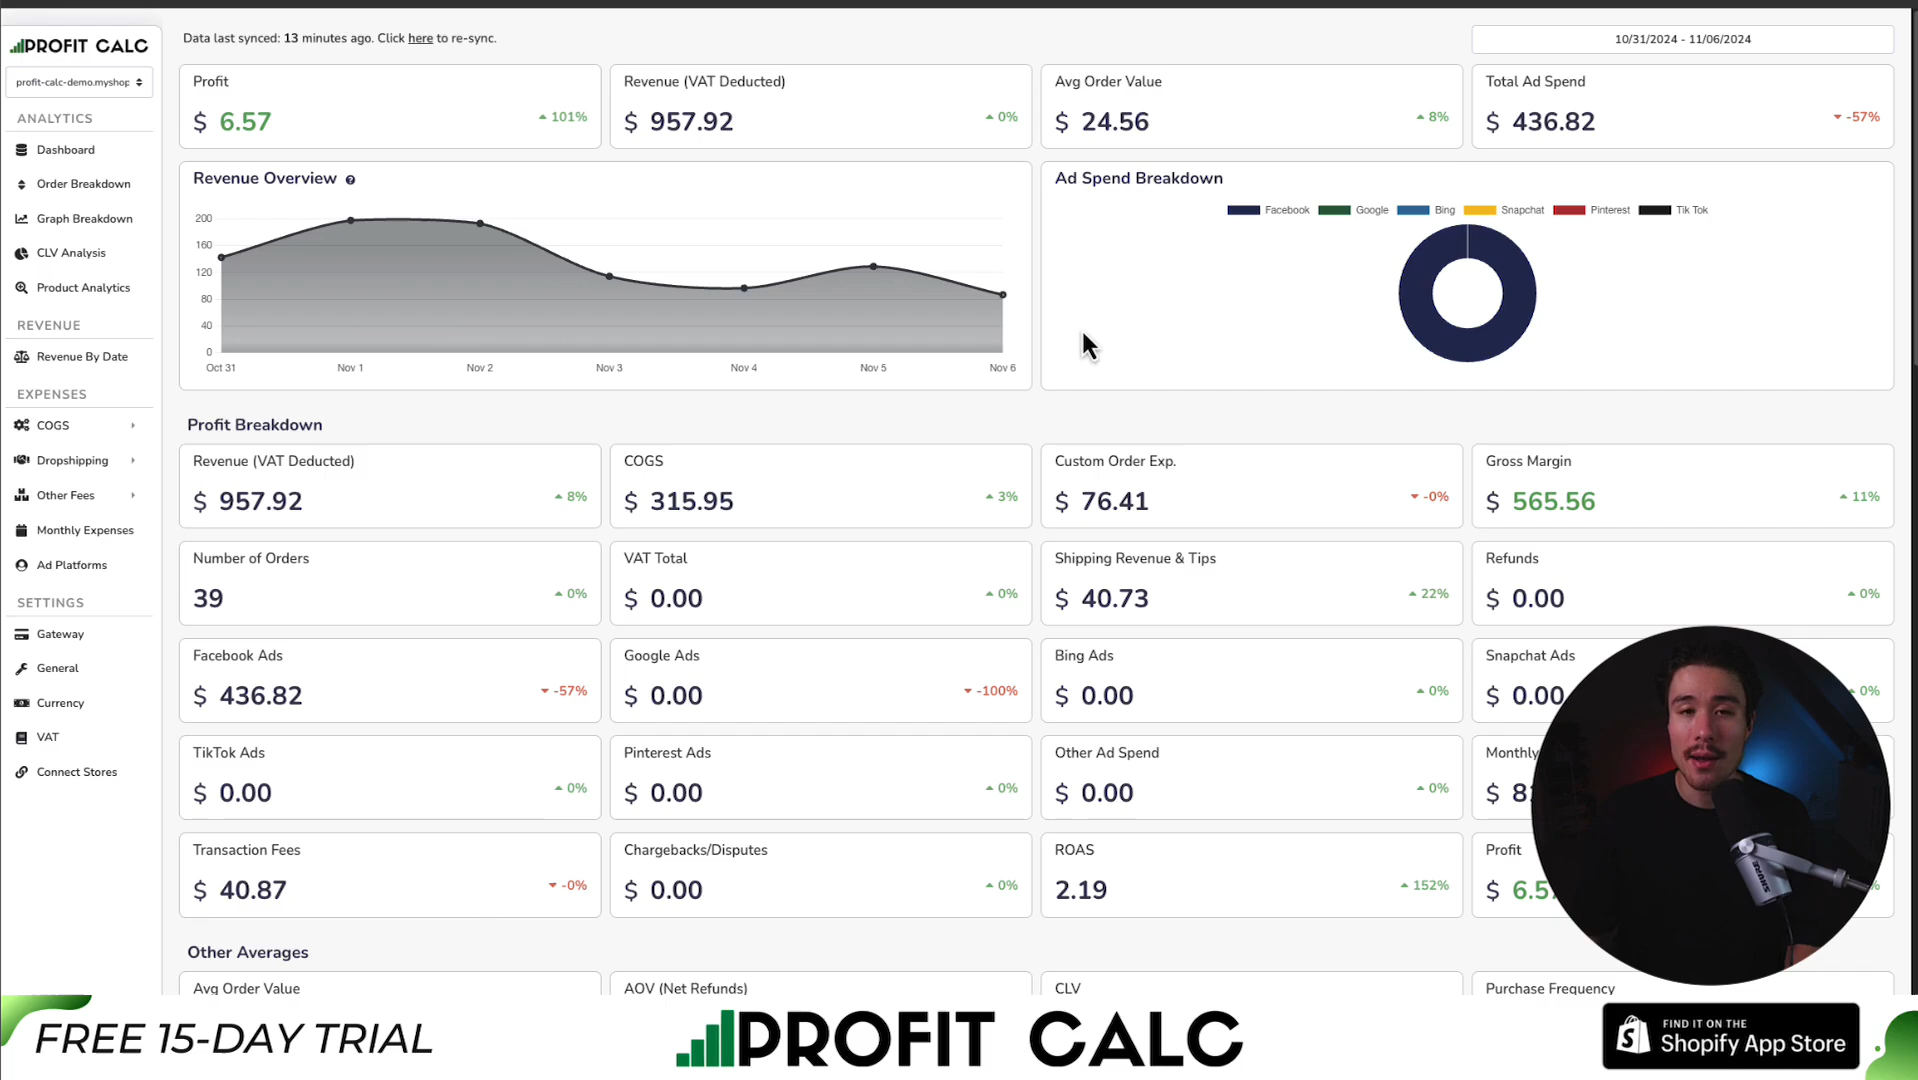 PROFIT CALC
profit-calc-demo.myshop
ANALYTICS
Dashboard
Order Breakdown
Graph Breakdown
CLV Analysis
Product Analytics
REVENUE
Revenue By Date
EXPENSES
COGS
Dropshipping
Other Fees
Monthly Expenses
Ad Platforms
SETTINGS
Gateway
General
Currency
VAT
Connect Stores
Data last synced: 13 minutes ago. Click here to re-sync.
10/31/2024 - 11/06/2024
Profit
$ 6.57
101%
Revenue (VAT Deducted)
$ 957.92
0%
Avg Order Value
$ 24.56
8%
Total Ad Spend
$ 436.82
-57%
Revenue Overview
200
160
120
80
40
0
Oct 31 Nov 1 Nov 2 Nov 3 Nov 4 Nov 5 Nov 6
Ad Spend Breakdown
Facebook Google Bing Snapchat Pinterest Tik Tok
Profit Breakdown
Revenue (VAT Deducted)
$ 957.92
8%
COGS
$ 315.95
3%
Custom Order Exp.
$ 76.41
-0%
Gross Margin
$ 565.56
11%
Number of Orders
39
0%
VAT Total
$ 0.00
0%
Shipping Revenue & Tips
$ 40.73
22%
Refunds
$ 0.00
0%
Facebook Ads
$ 436.82
-57%
Google Ads
$ 0.00
-100%
Bing Ads
$ 0.00
0%
Snapchat Ads
$ 0.00
0%
TikTok Ads
$ 0.00
0%
Pinterest Ads
$ 0.00
0%
Other Ad Spend
$ 0.00
0%
Monthly
$ 8
Transaction Fees
$ 40.87
-0%
Chargebacks/Disputes
$ 0.00
0%
ROAS
2.19
152%
Profit
$ 6.5
%
Other Averages
Avg Order Value
AOV (Net Refunds)
CLV
Purchase Frequency
SHURE
FREE 15-DAY TRIAL
PROFIT CALC
FIND IT ON THE
Shopify App Store